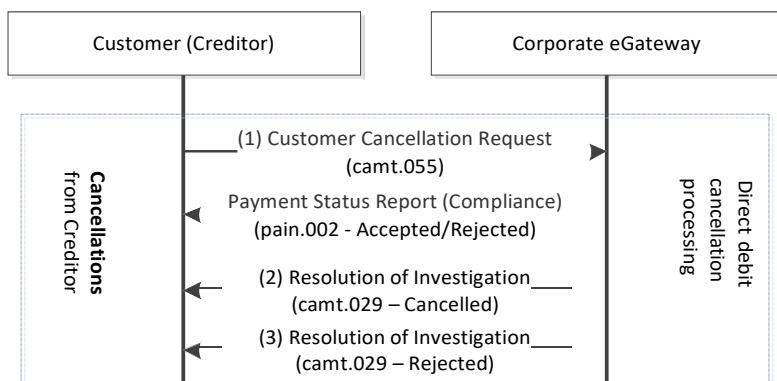 Customer (Creditor)
Corporate eGateway
(1) Customer Cancellation Request
(camt.055)
Payment Status Report (Compliance)
(pain.002 - Accepted/Rejected)
(2) Resolution of Investigation
(camt.029 – Cancelled)
(3) Resolution of Investigation
(camt.029 – Rejected)
Cancellations
from Creditor
Direct debit
cancellation
processing